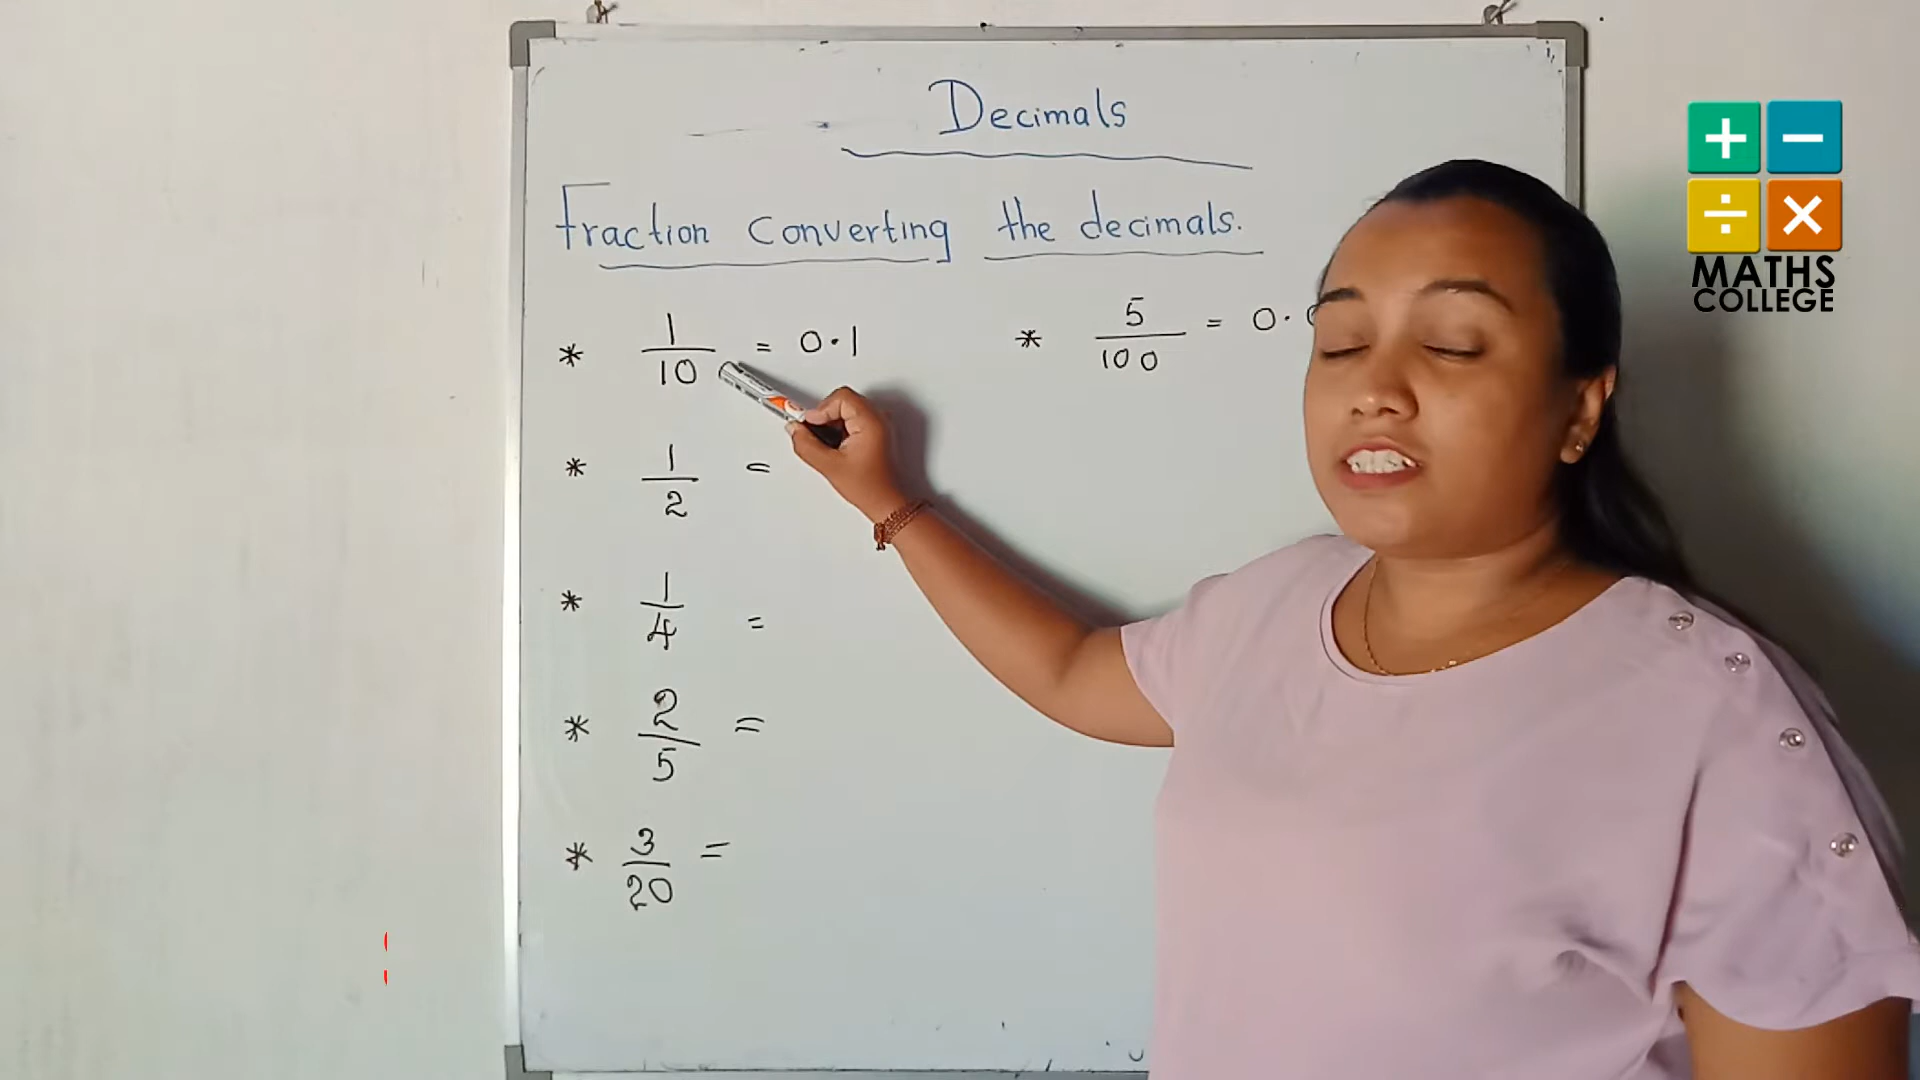 Decimals
Fraction converting the decimals.
* 1/10 = 0.1
* 1/2 =
* 1/4 =
* 2/5 =
* 3/20 =
* 5/100 = 0.
+ −
÷ ×
MATHS
COLLEGE